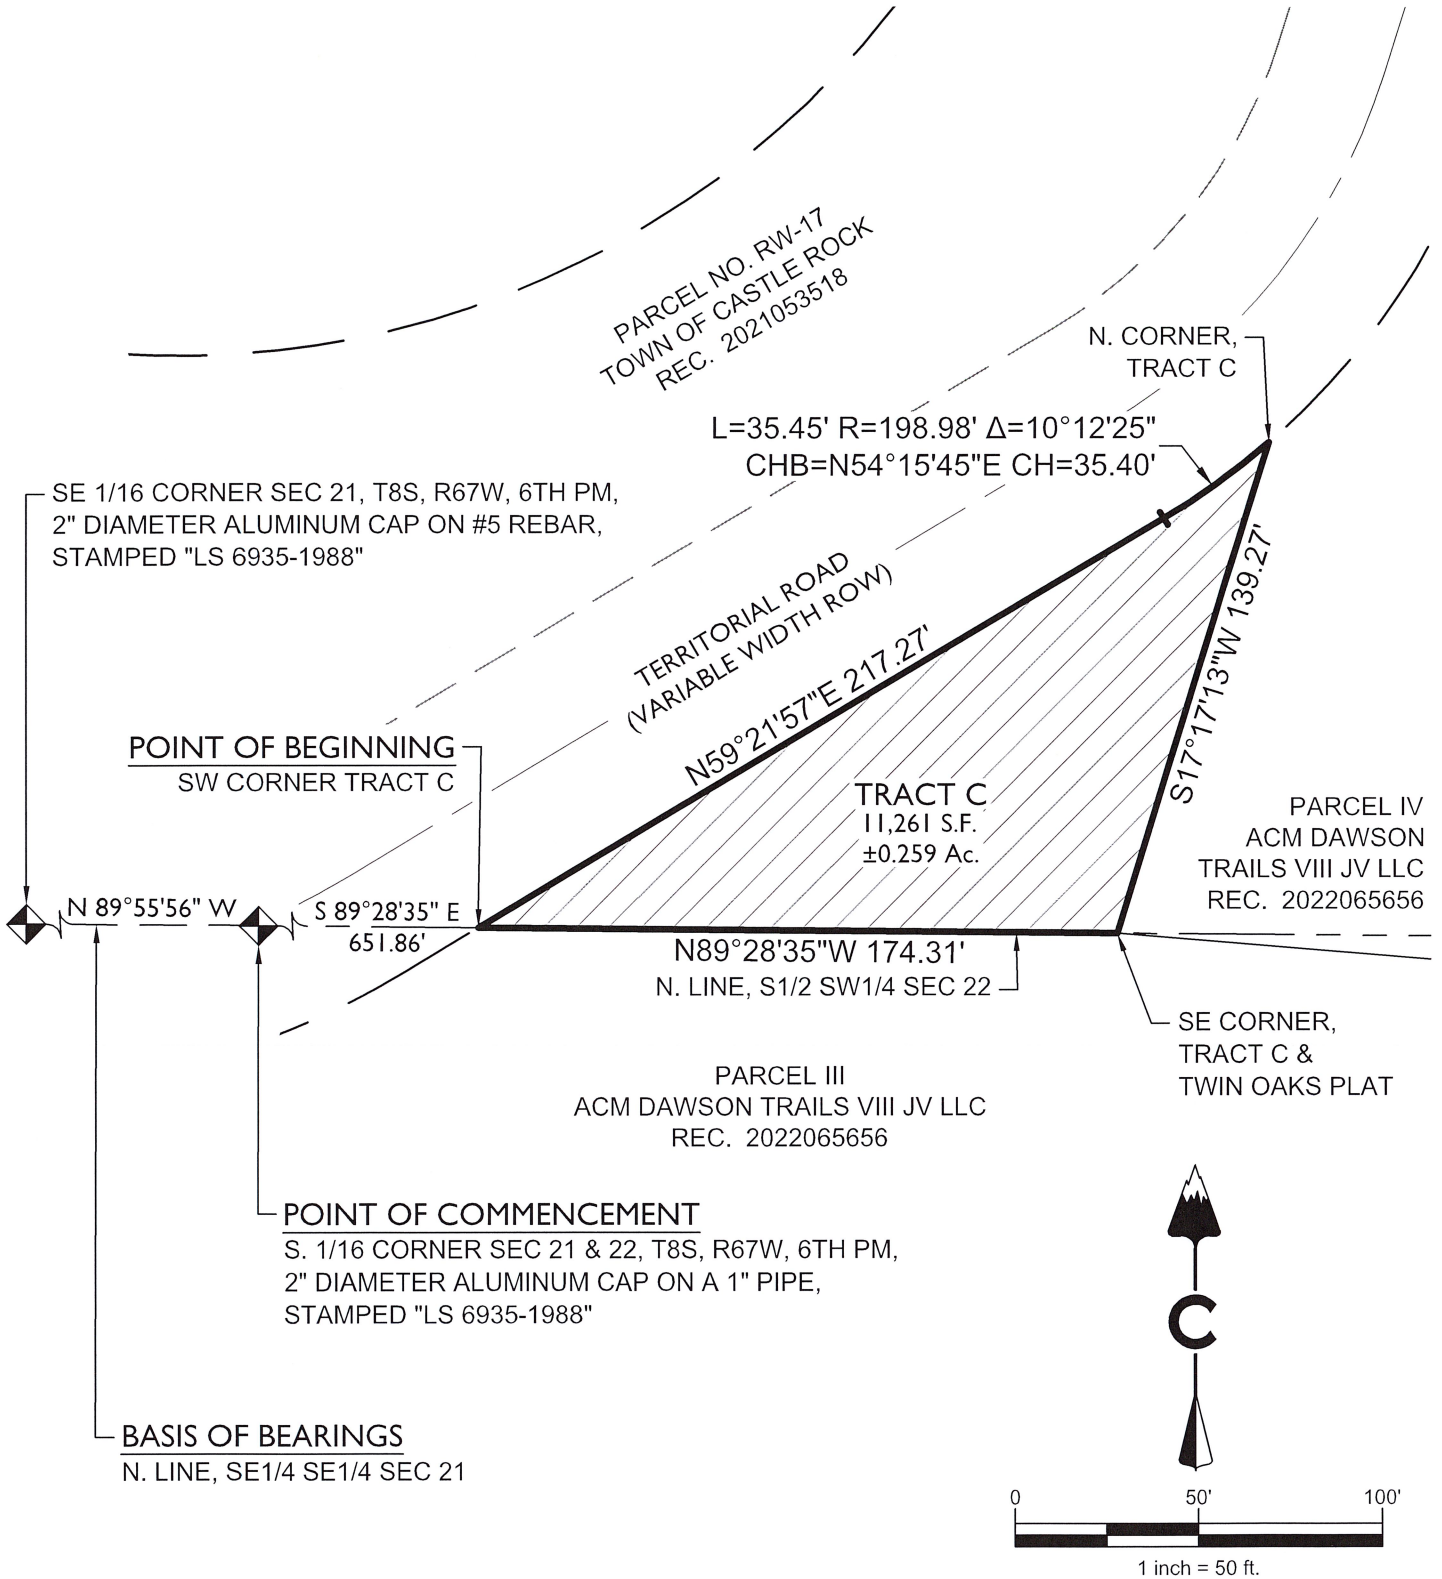 PARCEL NO. RW-17
TOWN OF CASTLE ROCK
REC. 2021053518
N. CORNER,
TRACT C
L=35.45' R=198.98' Δ=10°12'25"
CHB=N54°15'45"E CH=35.40'
SE 1/16 CORNER SEC 21, T8S, R67W, 6TH PM,
2" DIAMETER ALUMINUM CAP ON #5 REBAR,
STAMPED "LS 6935-1988"
TERRITORIAL ROAD
(VARIABLE WIDTH ROW)
N59°21'57"E 217.27'
S17°17'13"W 139.27'
POINT OF BEGINNING
SW CORNER TRACT C
TRACT C
11,261 S.F.
±0.259 Ac.
PARCEL IV
ACM DAWSON
TRAILS VIII JV LLC
REC. 2022065656
N 89°55'56" W
S 89°28'35" E
651.86'
N89°28'35"W 174.31'
N. LINE, S1/2 SW1/4 SEC 22
SE CORNER,
TRACT C &
TWIN OAKS PLAT
PARCEL III
ACM DAWSON TRAILS VIII JV LLC
REC. 2022065656
POINT OF COMMENCEMENT
S. 1/16 CORNER SEC 21 & 22, T8S, R67W, 6TH PM,
2" DIAMETER ALUMINUM CAP ON A 1" PIPE,
STAMPED "LS 6935-1988"
C
BASIS OF BEARINGS
N. LINE, SE1/4 SE1/4 SEC 21
0 50' 100'
1 inch = 50 ft.